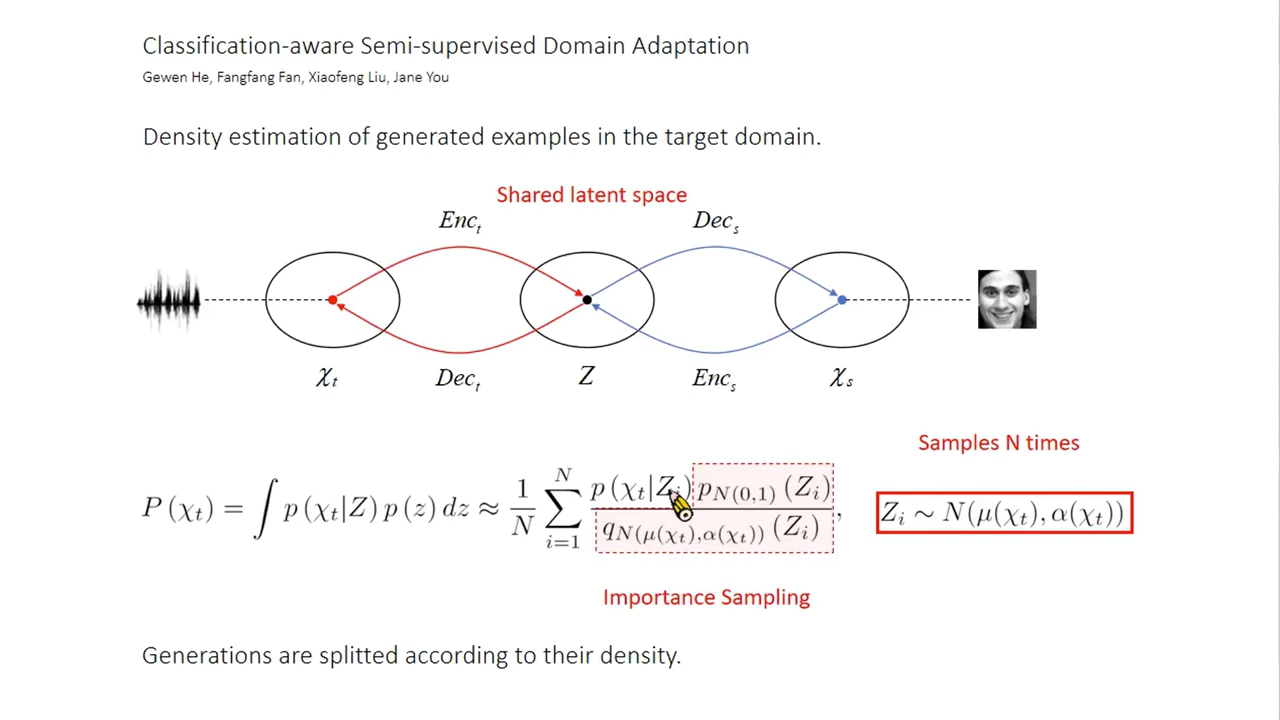 Classification-aware Semi-supervised Domain Adaptation
Gewen He, Fangfang Fan, Xiaofeng Liu, Jane You
Density estimation of generated examples in the target domain.
Shared latent space
Enc_t Dec_s
χ_t Dec_t Z Enc_s χ_s
Samples N times
P(χ_t) = ∫ p(χ_t|Z) p(z) dz ≈ 1/N ∑_{i=1}^{N} p(χ_t|Z_i) p_{N(0,1)}(Z_i) / q_{N(μ(χ_t),α(χ_t))}(Z_i), Z_i ∼ N(μ(χ_t), α(χ_t))
Importance Sampling
Generations are splitted according to their density.